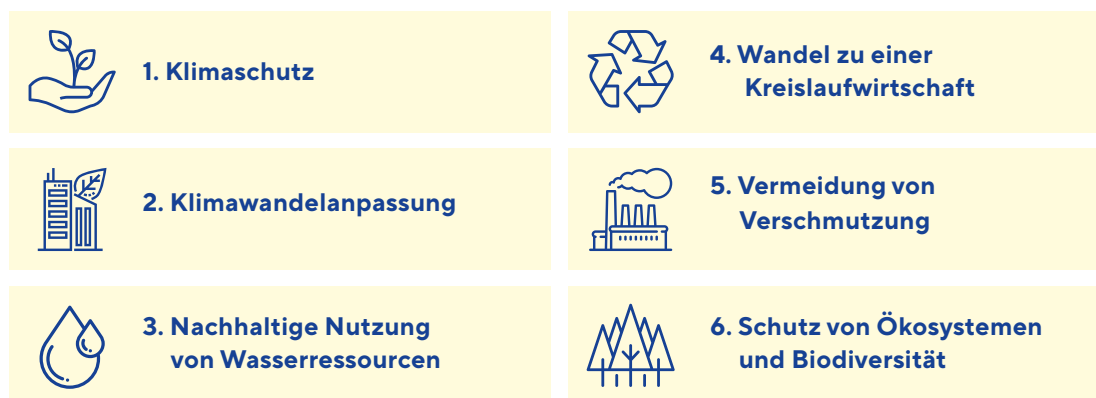 1. Klimaschutz
2. Klimawandelanpassung
3. Nachhaltige Nutzung
von Wasserressourcen
4. Wandel zu einer
Kreislaufwirtschaft
5. Vermeidung von
Verschmutzung
6. Schutz von Ökosystemen
und Biodiversität